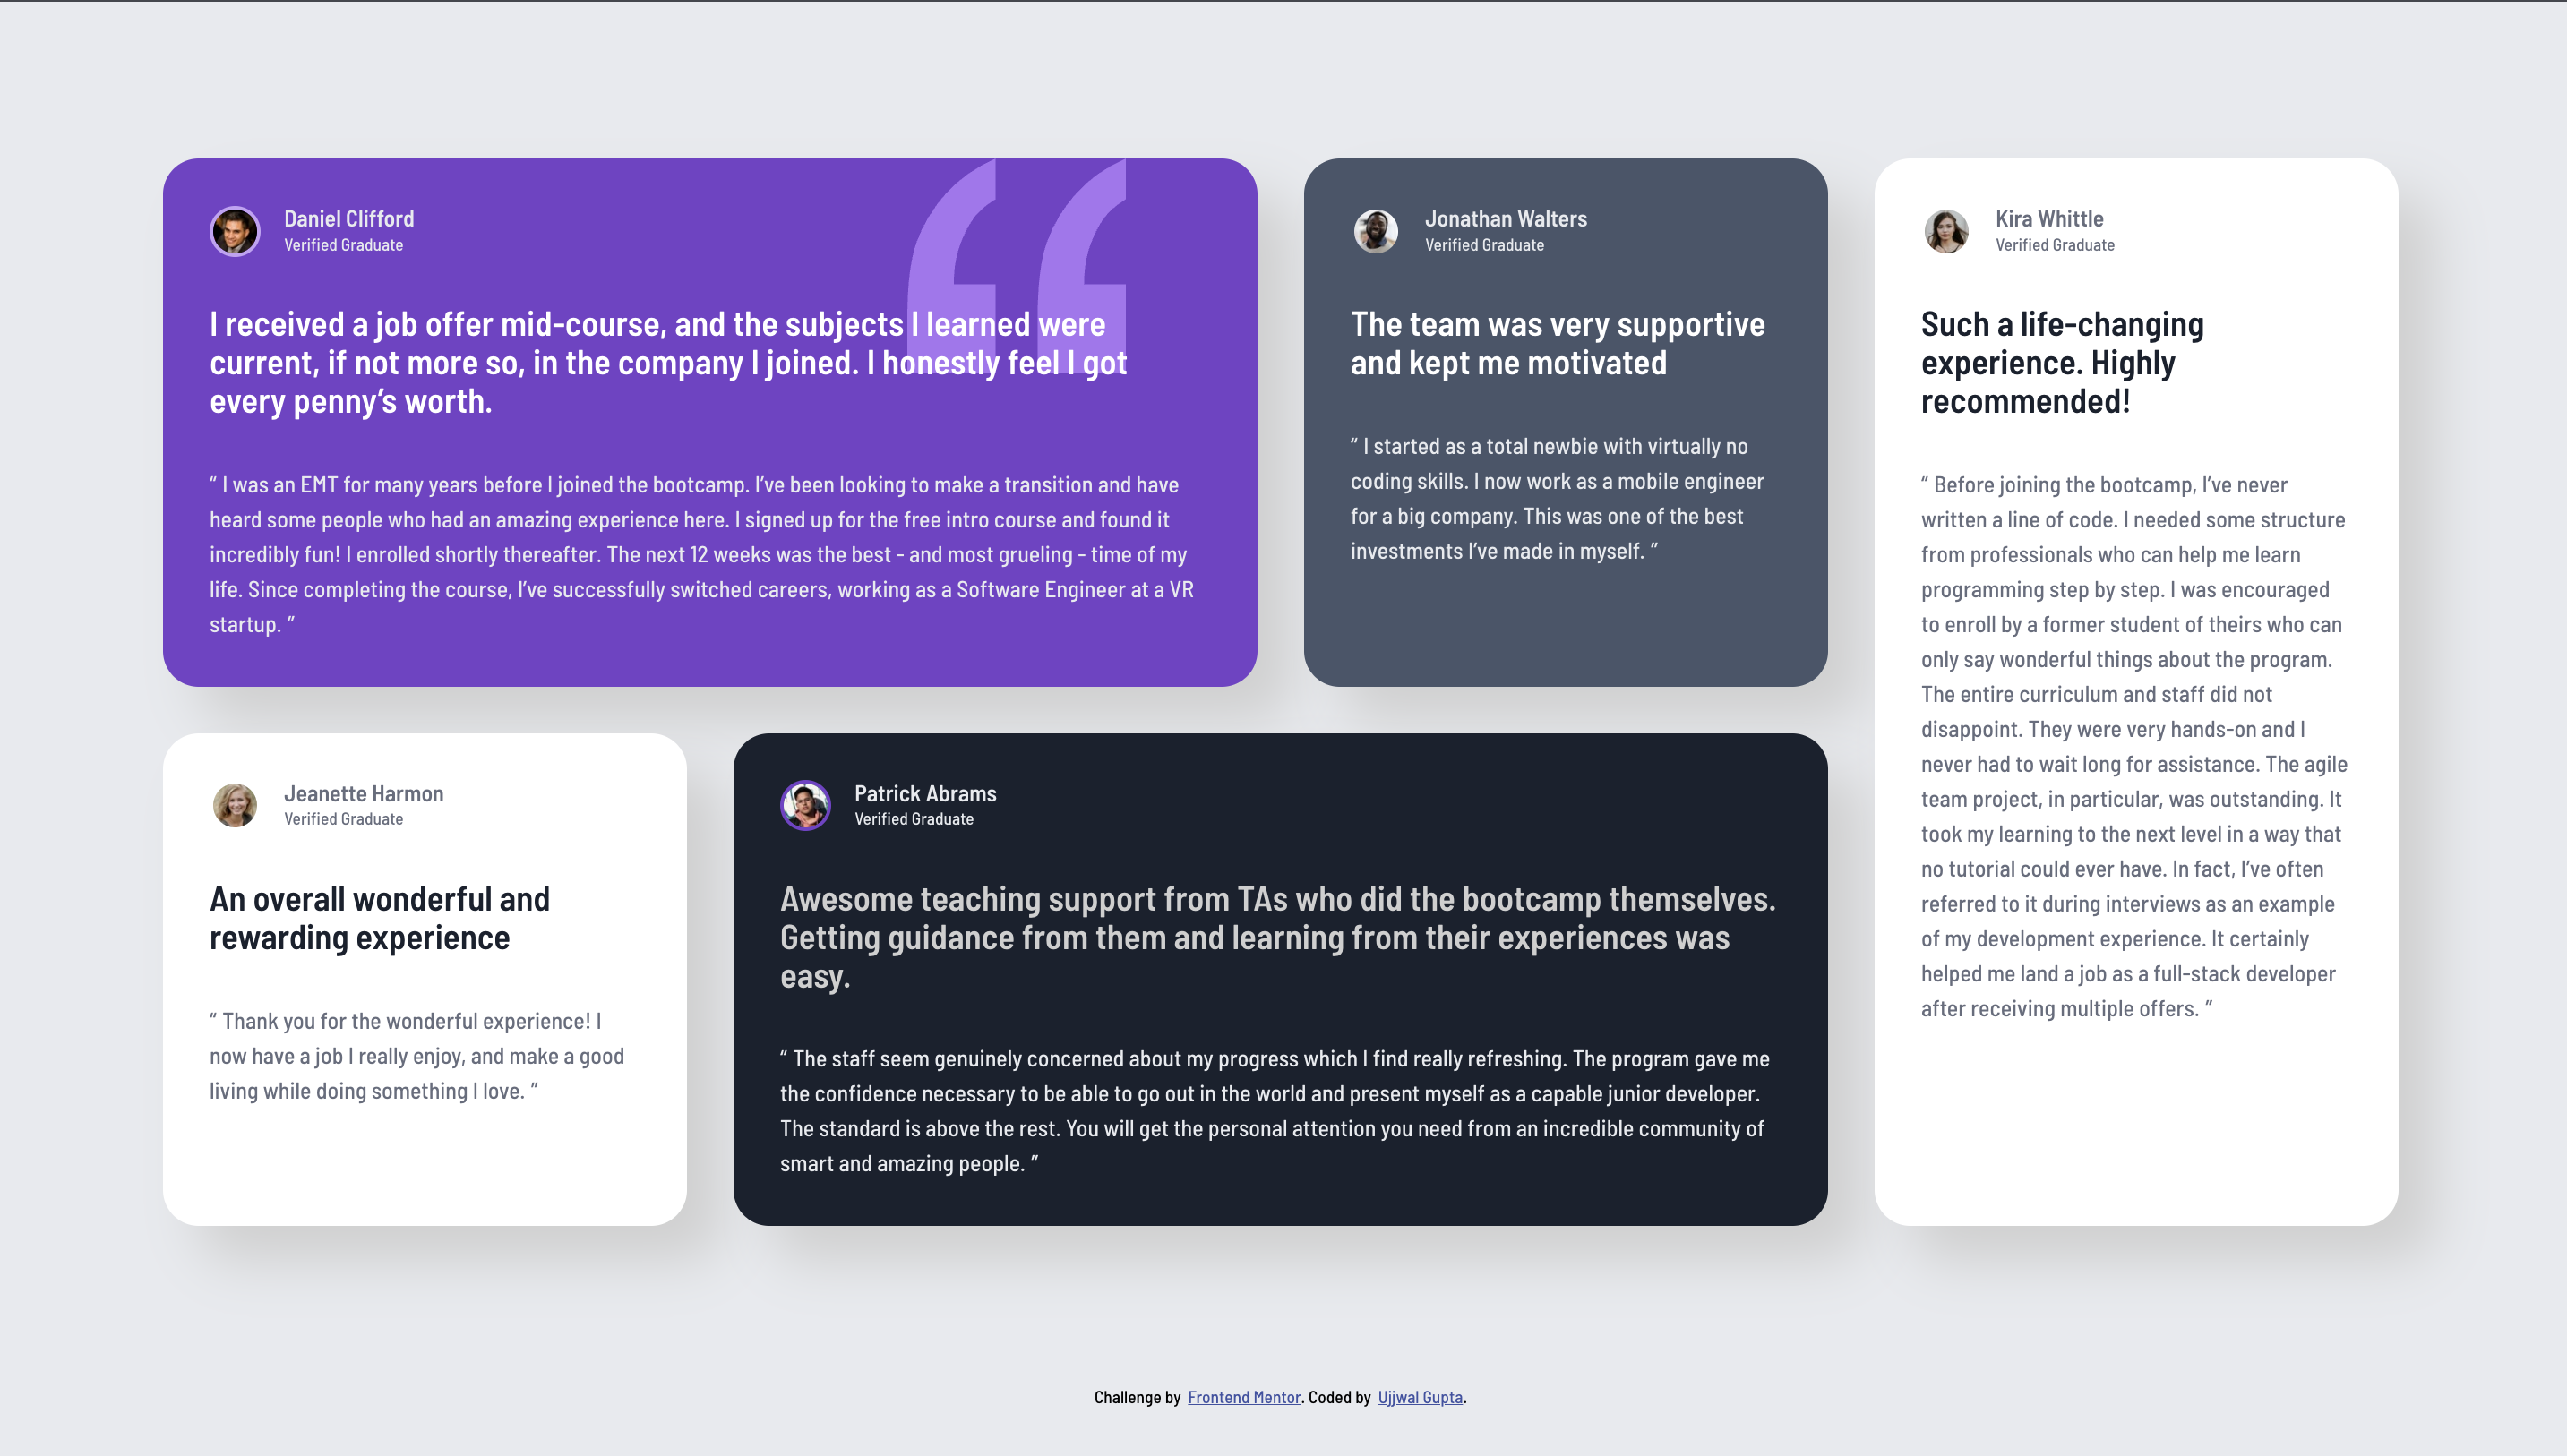 Daniel Clifford
Verified Graduate
I received a job offer mid-course, and the subjects I learned were
current, if not more so, in the company I joined. I honestly feel I got
every penny’s worth.
“ I was an EMT for many years before I joined the bootcamp. I’ve been looking to make a transition and have
heard some people who had an amazing experience here. I signed up for the free intro course and found it
incredibly fun! I enrolled shortly thereafter. The next 12 weeks was the best - and most grueling - time of my
life. Since completing the course, I’ve successfully switched careers, working as a Software Engineer at a VR
startup. ”
Jonathan Walters
Verified Graduate
The team was very supportive
and kept me motivated
“ I started as a total newbie with virtually no
coding skills. I now work as a mobile engineer
for a big company. This was one of the best
investments I’ve made in myself. ”
Kira Whittle
Verified Graduate
Such a life-changing
experience. Highly
recommended!
“ Before joining the bootcamp, I’ve never
written a line of code. I needed some structure
from professionals who can help me learn
programming step by step. I was encouraged
to enroll by a former student of theirs who can
only say wonderful things about the program.
The entire curriculum and staff did not
disappoint. They were very hands-on and I
never had to wait long for assistance. The agile
team project, in particular, was outstanding. It
took my learning to the next level in a way that
no tutorial could ever have. In fact, I’ve often
referred to it during interviews as an example
of my development experience. It certainly
helped me land a job as a full-stack developer
after receiving multiple offers. ”
Jeanette Harmon
Verified Graduate
An overall wonderful and
rewarding experience
“ Thank you for the wonderful experience! I
now have a job I really enjoy, and make a good
living while doing something I love. ”
Patrick Abrams
Verified Graduate
Awesome teaching support from TAs who did the bootcamp themselves.
Getting guidance from them and learning from their experiences was
easy.
“ The staff seem genuinely concerned about my progress which I find really refreshing. The program gave me
the confidence necessary to be able to go out in the world and present myself as a capable junior developer.
The standard is above the rest. You will get the personal attention you need from an incredible community of
smart and amazing people. ”
Challenge by Frontend Mentor. Coded by Ujjwal Gupta.